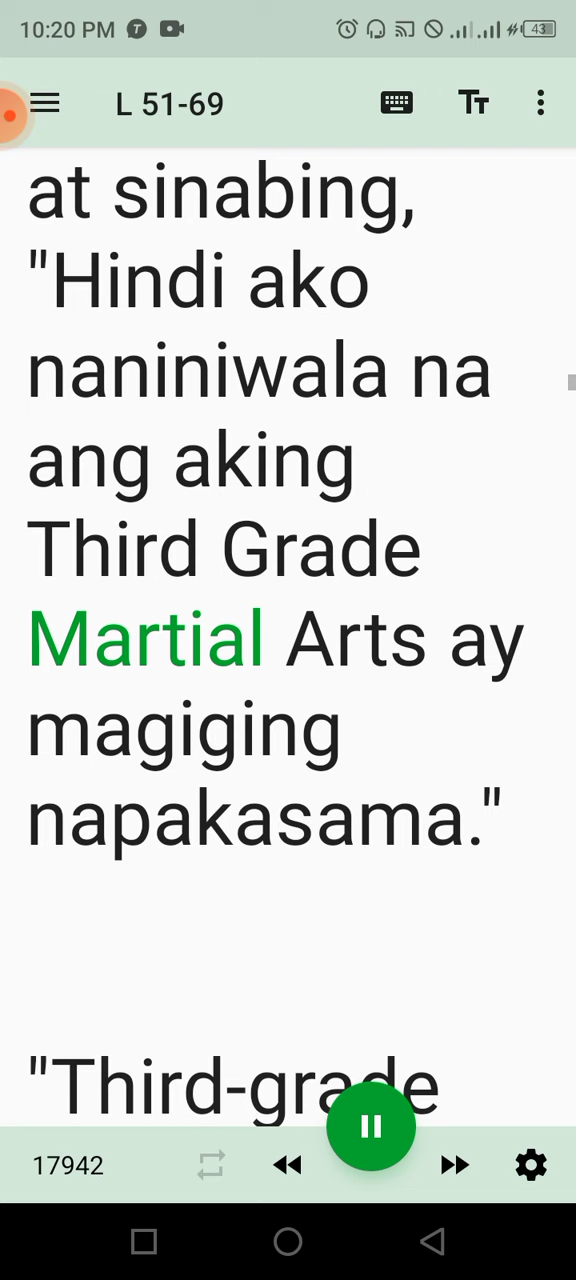 10:20 PM 43
L 51-69
at sinabing,
"Hindi ako
naniniwala na
ang aking
Third Grade
Martial Arts ay
magiging
napakasama."
"Third-grade
17942